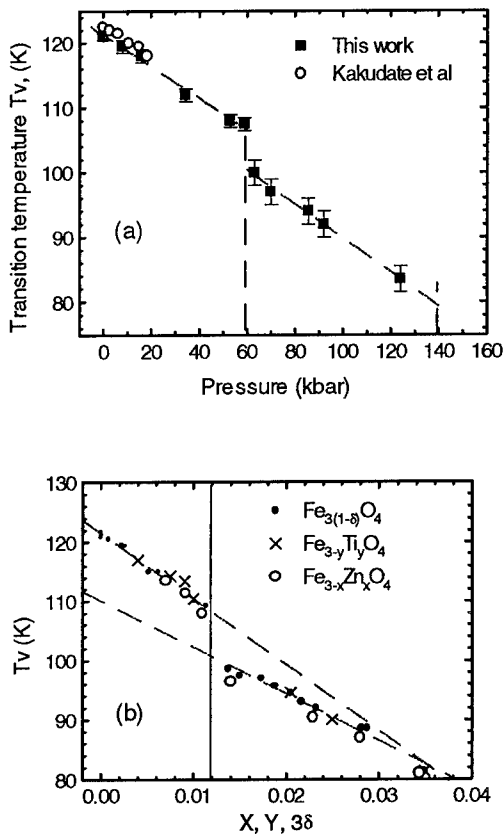 120
110
100
90
80
Transition temperature Tv, (K)
This work
Kakudate et al
(a)
0
20
40
60
80
100
120
140
160
Pressure (kbar)
130
120
110
100
90
80
Tv (K)
Fe3(1-δ)O4
Fe3-yTiyO4
Fe3-xZnxO4
(b)
0.00
0.01
0.02
0.03
0.04
X, Y, 3δ